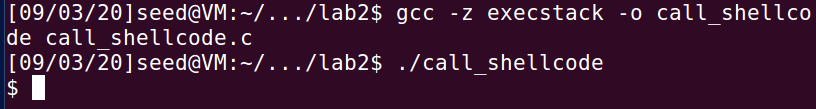 [09/03/20]seed@VM:~/.../lab2$ gcc -z execstack -o call_shellco
de call_shellcode.c
[09/03/20]seed@VM:~/.../lab2$ ./call_shellcode
$